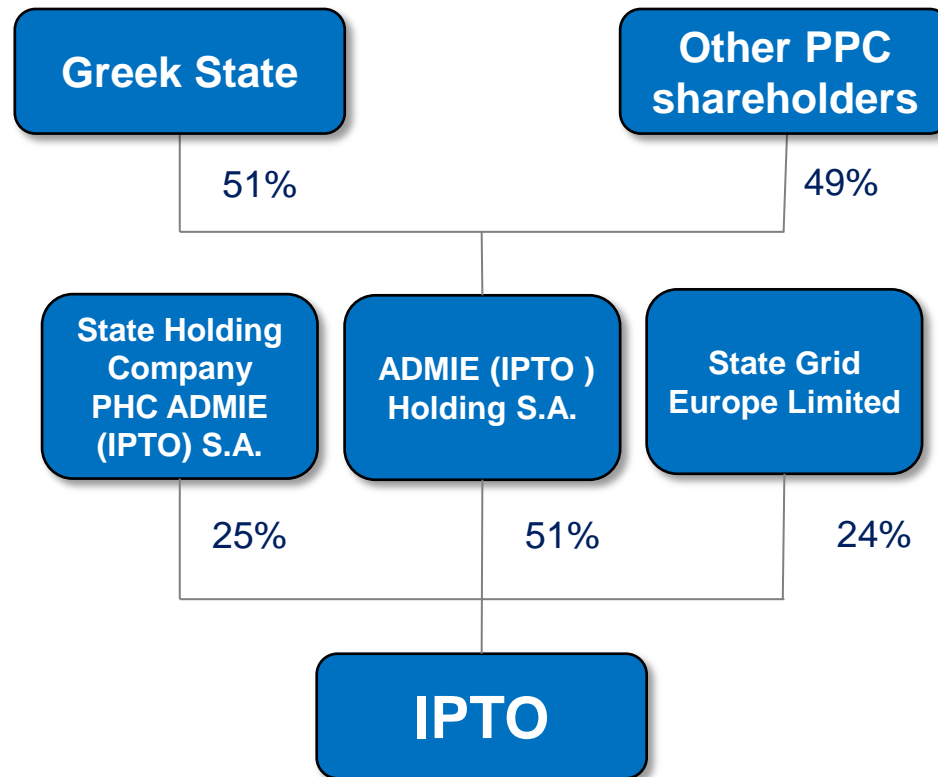 Greek State
Other PPC
shareholders
51%
49%
State Holding
Company
PHC ADMIE
(IPTO) S.A.
ADMIE (IPTO )
Holding S.A.
State Grid
Europe Limited
25%
51%
24%
IPTO